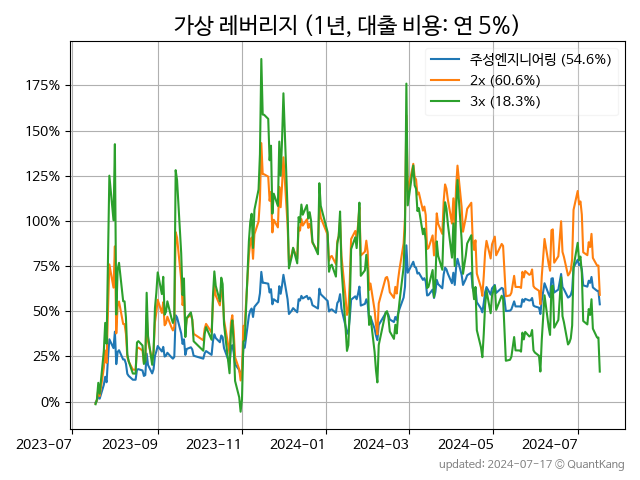 가상 레버리지 (1년, 대출 비용: 연 5%)
주성엔지니어링 (54.6%)
2x (60.6%)
3x (18.3%)
175%
150%
125%
100%
75%
50%
25%
0%
2023-07 2023-09 2023-11 2024-01 2024-03 2024-05 2024-07
updated: 2024-07-17 © QuantKang